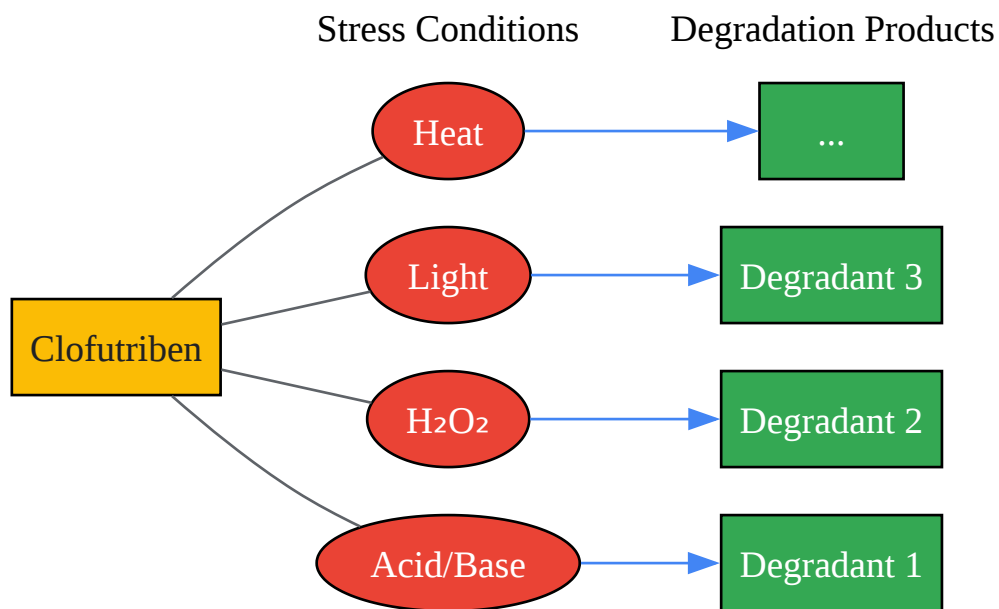 Stress Conditions
Degradation Products
Heat
...
Light
Degradant 3
Clofutriben
H₂O₂
Degradant 2
Acid/Base
Degradant 1